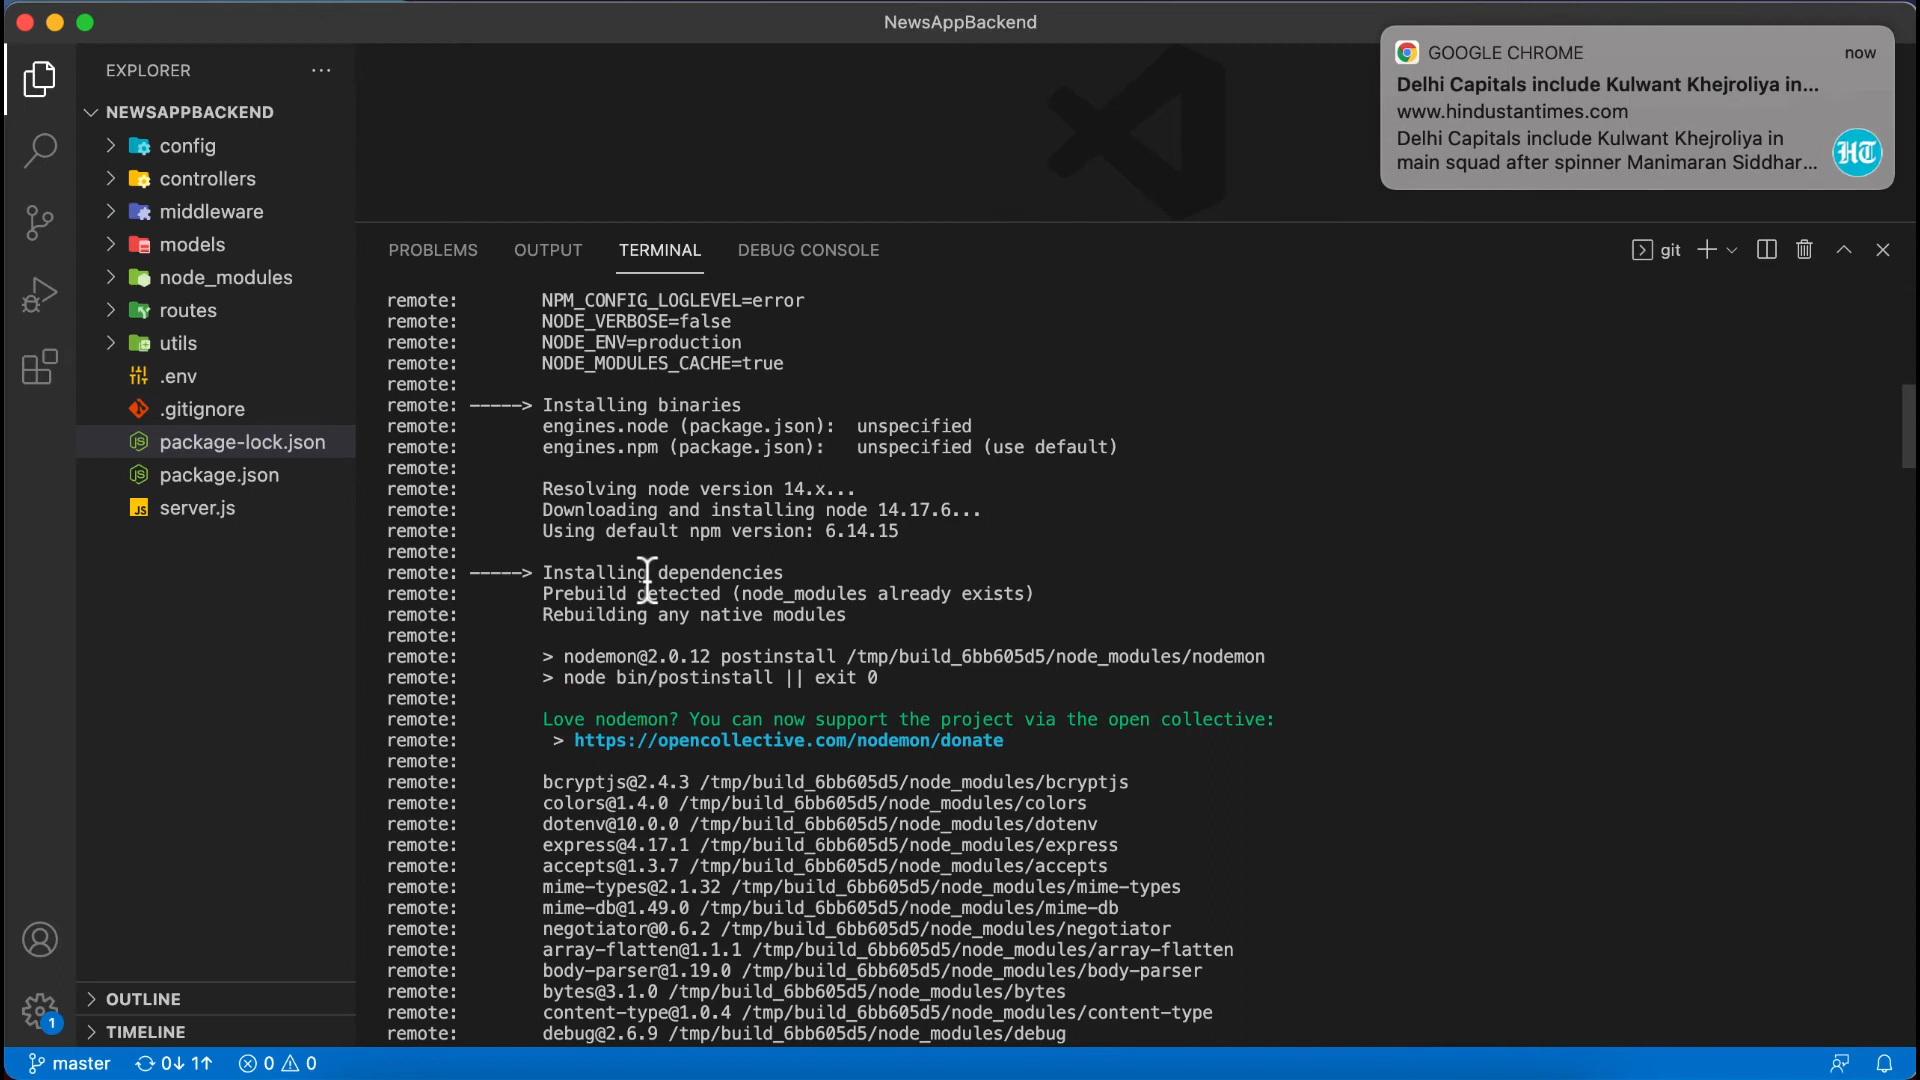 NewsAppBackend
GOOGLE CHROME
now
Delhi Capitals include Kulwant Khejroliya in...
www.hindustantimes.com
Delhi Capitals include Kulwant Khejroliya in
main squad after spinner Manimaran Siddhar...
HT
EXPLORER
NEWSAPPBACKEND
config
controllers
middleware
models
node_modules
routes
utils
.env
.gitignore
package-lock.json
package.json
JS server.js
OUTLINE
TIMELINE
PROBLEMS OUTPUT TERMINAL DEBUG CONSOLE
git
remote: NPM_CONFIG_LOGLEVEL=error
remote: NODE_VERBOSE=false
remote: NODE_ENV=production
remote: NODE_MODULES_CACHE=true
remote:
remote: -----> Installing binaries
remote: engines.node (package.json): unspecified
remote: engines.npm (package.json): unspecified (use default)
remote:
remote: Resolving node version 14.x...
remote: Downloading and installing node 14.17.6...
remote: Using default npm version: 6.14.15
remote:
remote: -----> Installing dependencies
remote: Prebuild detected (node_modules already exists)
remote: Rebuilding any native modules
remote:
remote: > nodemon@2.0.12 postinstall /tmp/build_6bb605d5/node_modules/nodemon
remote: > node bin/postinstall || exit 0
remote:
remote: Love nodemon? You can now support the project via the open collective:
remote: > https://opencollective.com/nodemon/donate
remote:
remote: bcryptjs@2.4.3 /tmp/build_6bb605d5/node_modules/bcryptjs
remote: colors@1.4.0 /tmp/build_6bb605d5/node_modules/colors
remote: dotenv@10.0.0 /tmp/build_6bb605d5/node_modules/dotenv
remote: express@4.17.1 /tmp/build_6bb605d5/node_modules/express
remote: accepts@1.3.7 /tmp/build_6bb605d5/node_modules/accepts
remote: mime-types@2.1.32 /tmp/build_6bb605d5/node_modules/mime-types
remote: mime-db@1.49.0 /tmp/build_6bb605d5/node_modules/mime-db
remote: negotiator@0.6.2 /tmp/build_6bb605d5/node_modules/negotiator
remote: array-flatten@1.1.1 /tmp/build_6bb605d5/node_modules/array-flatten
remote: body-parser@1.19.0 /tmp/build_6bb605d5/node_modules/body-parser
remote: bytes@3.1.0 /tmp/build_6bb605d5/node_modules/bytes
remote: content-type@1.0.4 /tmp/build_6bb605d5/node_modules/content-type
remote: debug@2.6.9 /tmp/build_6bb605d5/node_modules/debug
1
master 0↓ 1↑ 0 0